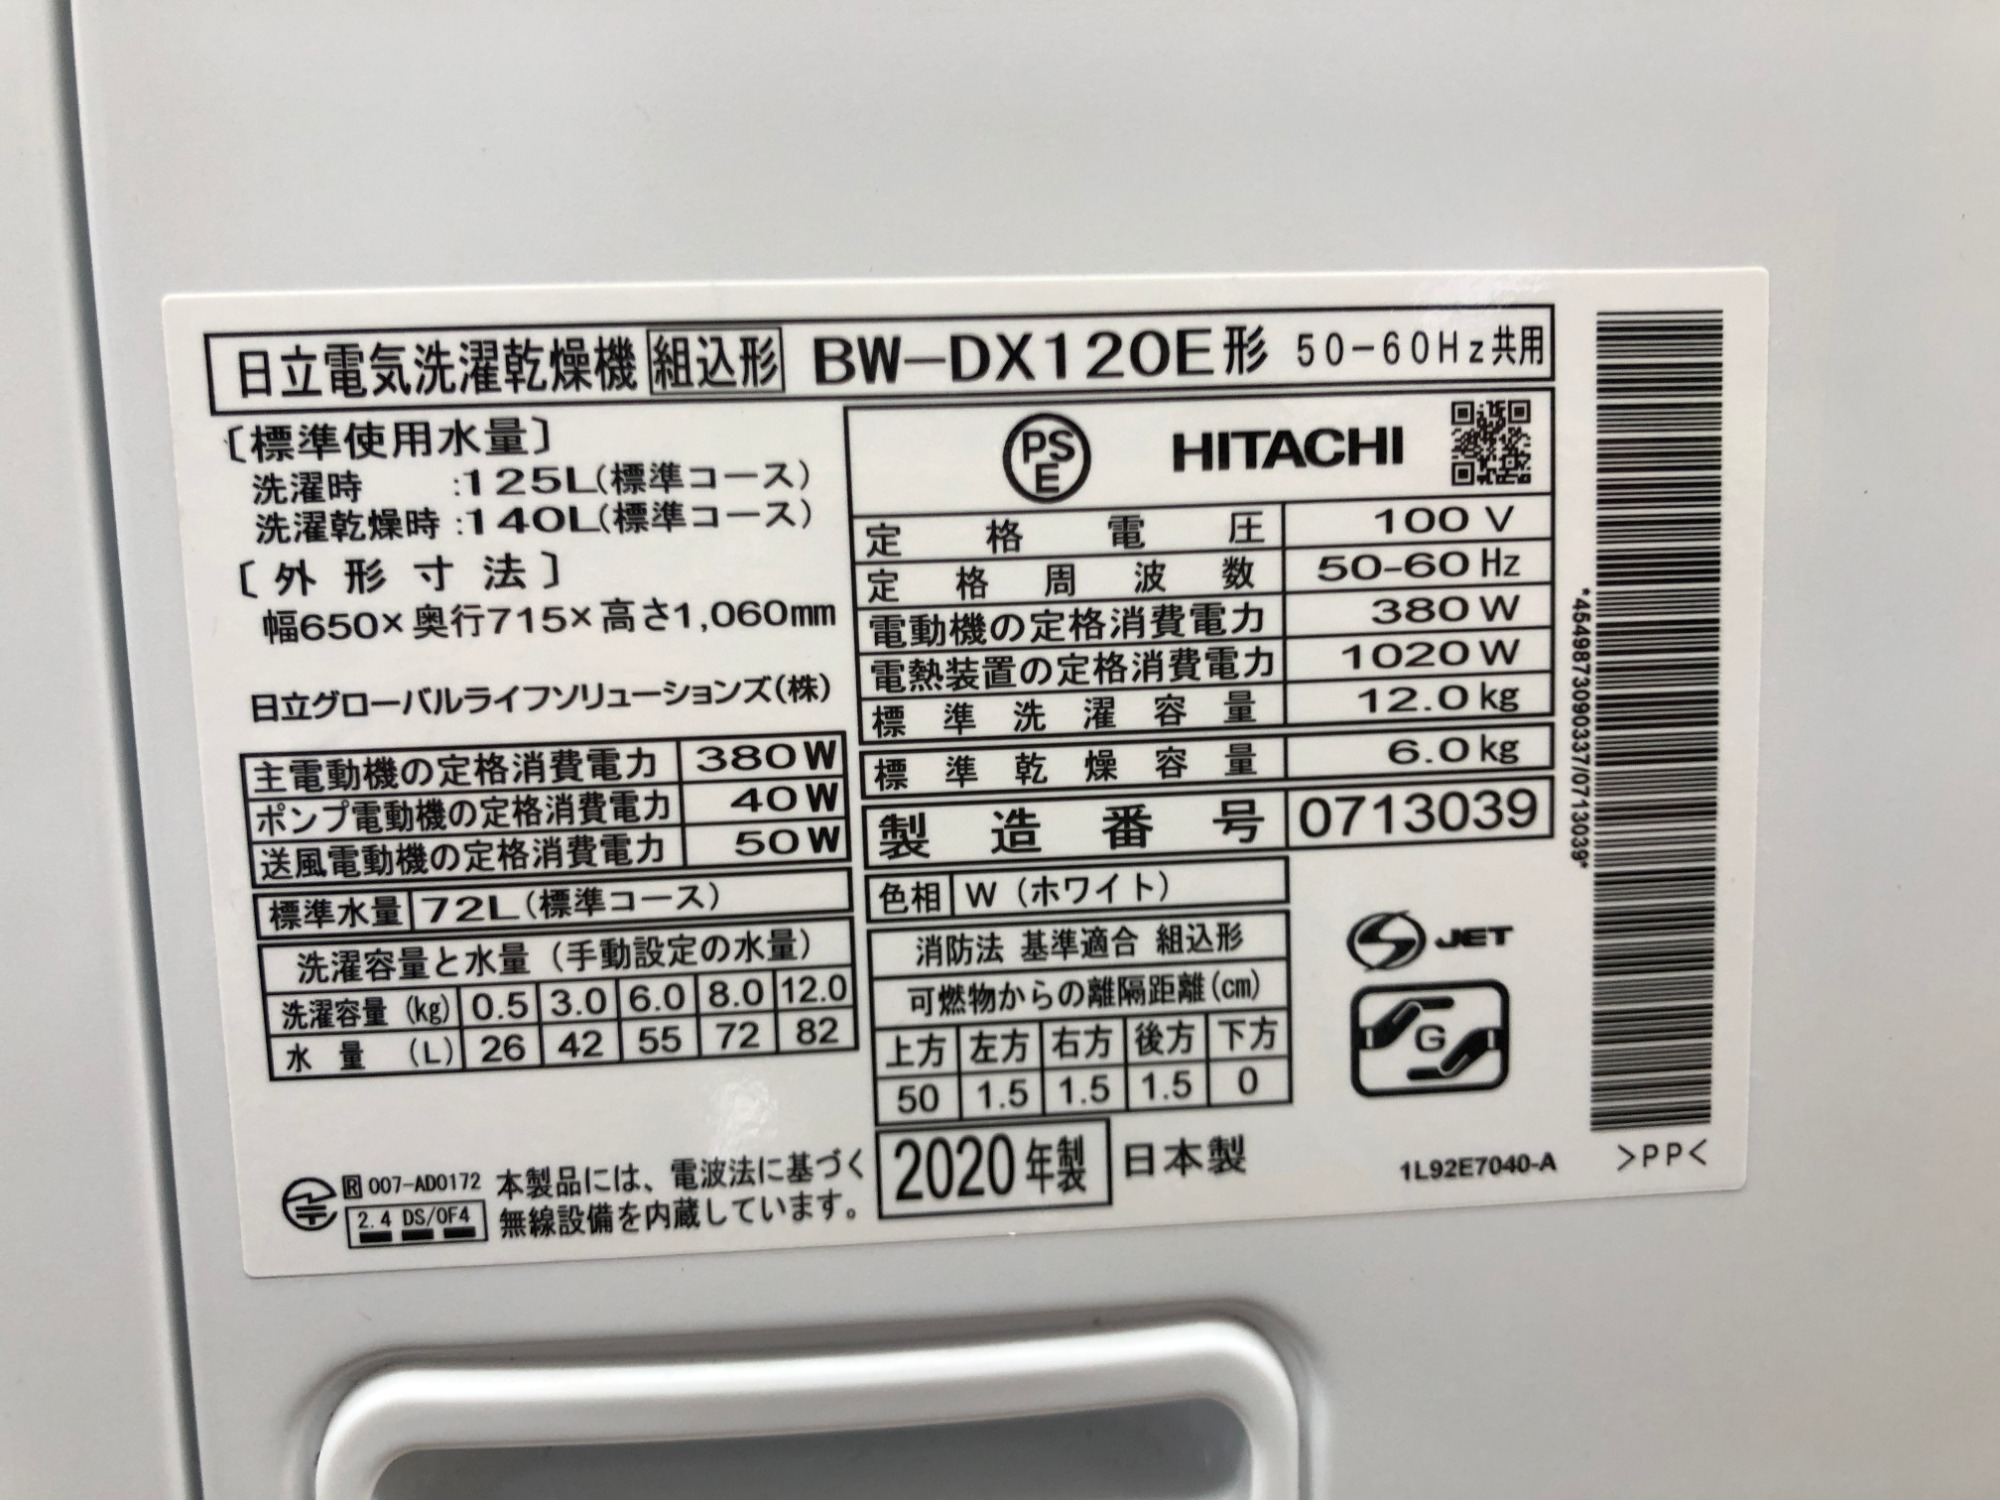 日立電気洗濯乾燥機 組込形 BW-DX120E形 50-60Hz共用
〔標準使用水量〕
洗濯時 :125L(標準コース)
洗濯乾燥時:140L(標準コース)
〔外形寸法〕
幅650×奥行715×高さ1,060mm
日立グローバルライフソリューションズ(株)
主電動機の定格消費電力 380W
ポンプ電動機の定格消費電力 40W
送風電動機の定格消費電力 50W
標準水量 72L(標準コース)
洗濯容量と水量(手動設定の水量)
洗濯容量(kg) 0.5 3.0 6.0 8.0 12.0
水量(L) 26 42 55 72 82
R 007-AD0172
2.4 DS/OF4
本製品には、電波法に基づく
無線設備を内蔵しています。
PSE HITACHI
定格電圧 100V
定格周波数 50-60Hz
電動機の定格消費電力 380W
電熱装置の定格消費電力 1020W
標準洗濯容量 12.0kg
標準乾燥容量 6.0kg
製造番号 0713039
色相 W(ホワイト)
消防法 基準適合 組込形
可燃物からの離隔距離(cm)
上方 左方 右方 後方 下方
50 1.5 1.5 1.5 0
2020年製 日本製
S JET
G
1L92E7040-A
>PP<
*4549873090337/0713039*